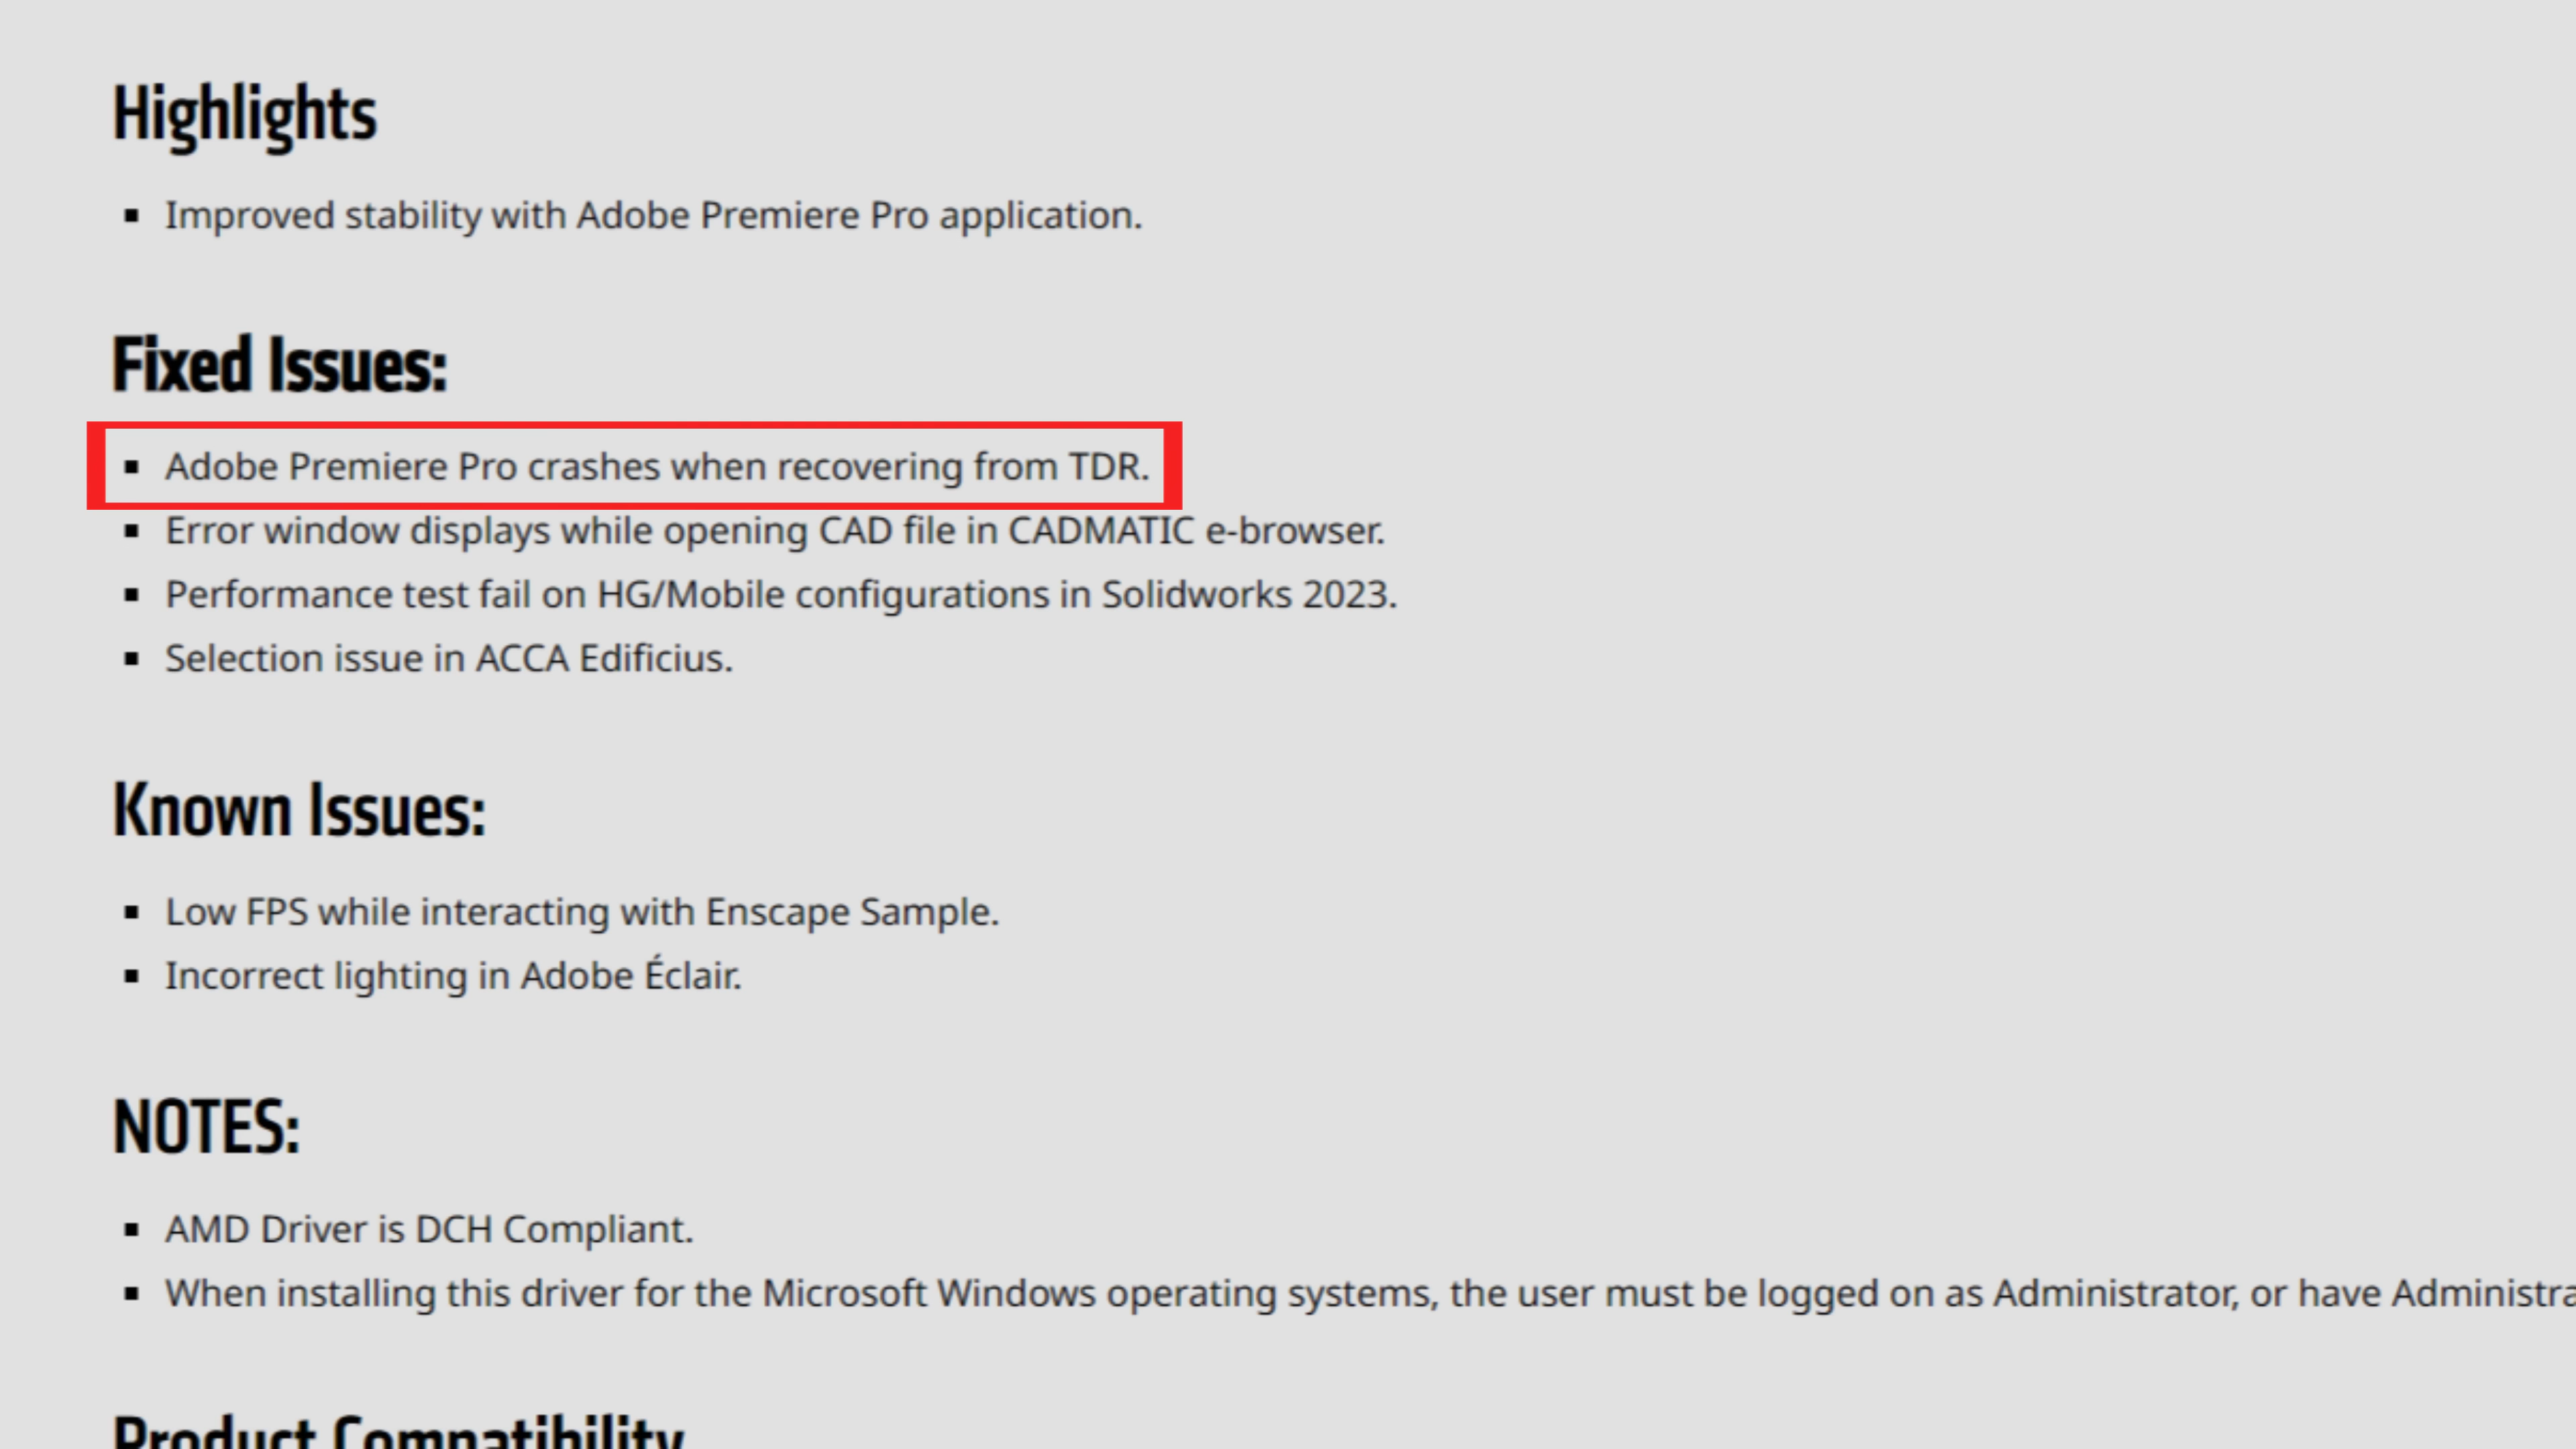 Highlights
Improved stability with Adobe Premiere Pro application.
Fixed Issues:
Adobe Premiere Pro crashes when recovering from TDR.
Error window displays while opening CAD file in CADMATIC e-browser.
Performance test fail on HG/Mobile configurations in Solidworks 2023.
Selection issue in ACCA Edificius.
Known Issues:
Low FPS while interacting with Enscape Sample.
Incorrect lighting in Adobe Éclair.
NOTES:
AMD Driver is DCH Compliant.
When installing this driver for the Microsoft Windows operating systems, the user must be logged on as Administrator, or have Administra
Product Compatibility